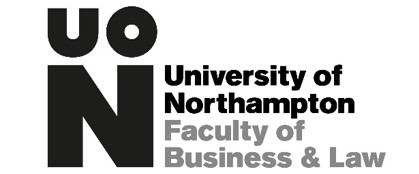 UO
N
University of
Northampton
Faculty of
Business & Law